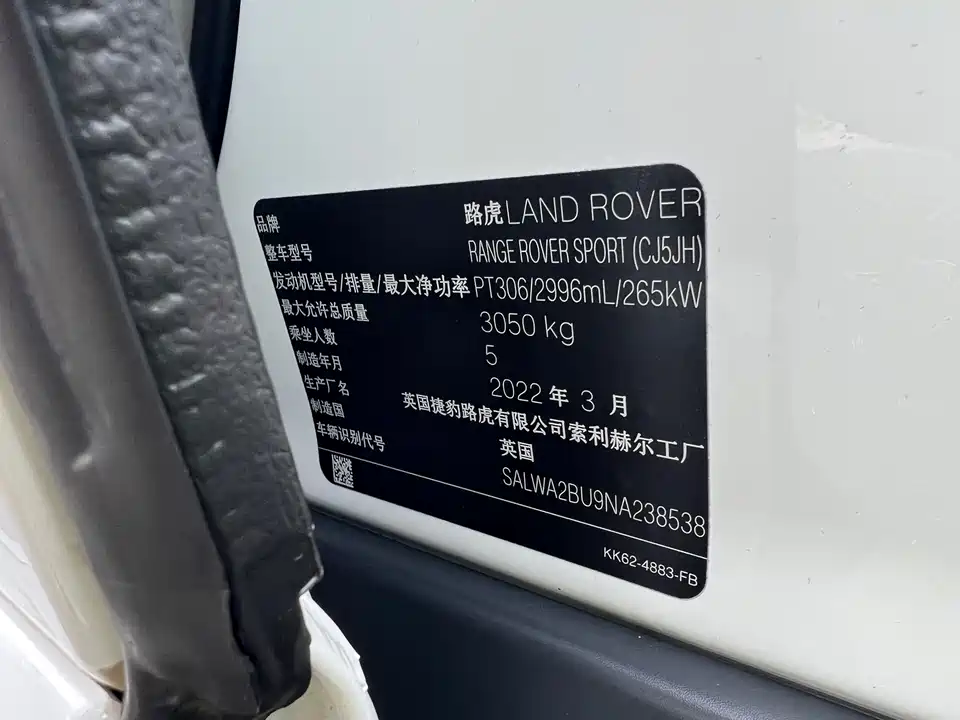 品牌 路虎LAND ROVER
整车型号 RANGE ROVER SPORT (CJ5JH)
发动机型号/排量/最大净功率 PT306/2996mL/265kW
最大允许总质量 3050 kg
乘坐人数 5
制造年月 2022 年 3 月
生产厂名 英国捷豹路虎有限公司索利赫尔工厂
制造国 英国
车辆识别代号 SALWA2BU9NA238538
KK62-4883-FB